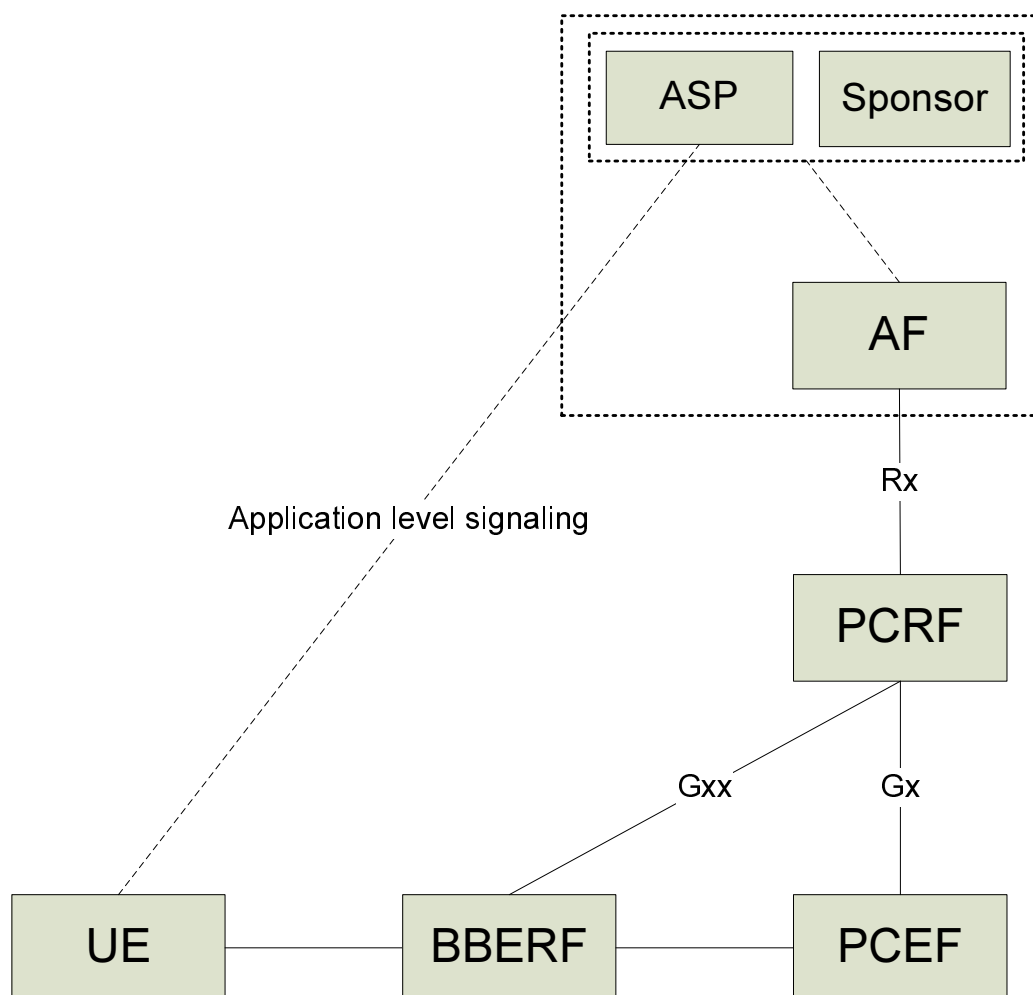 ASP
Sponsor
AF
Rx
Application level signaling
PCRF
Gxx
Gx
UE
BBERF
PCEF